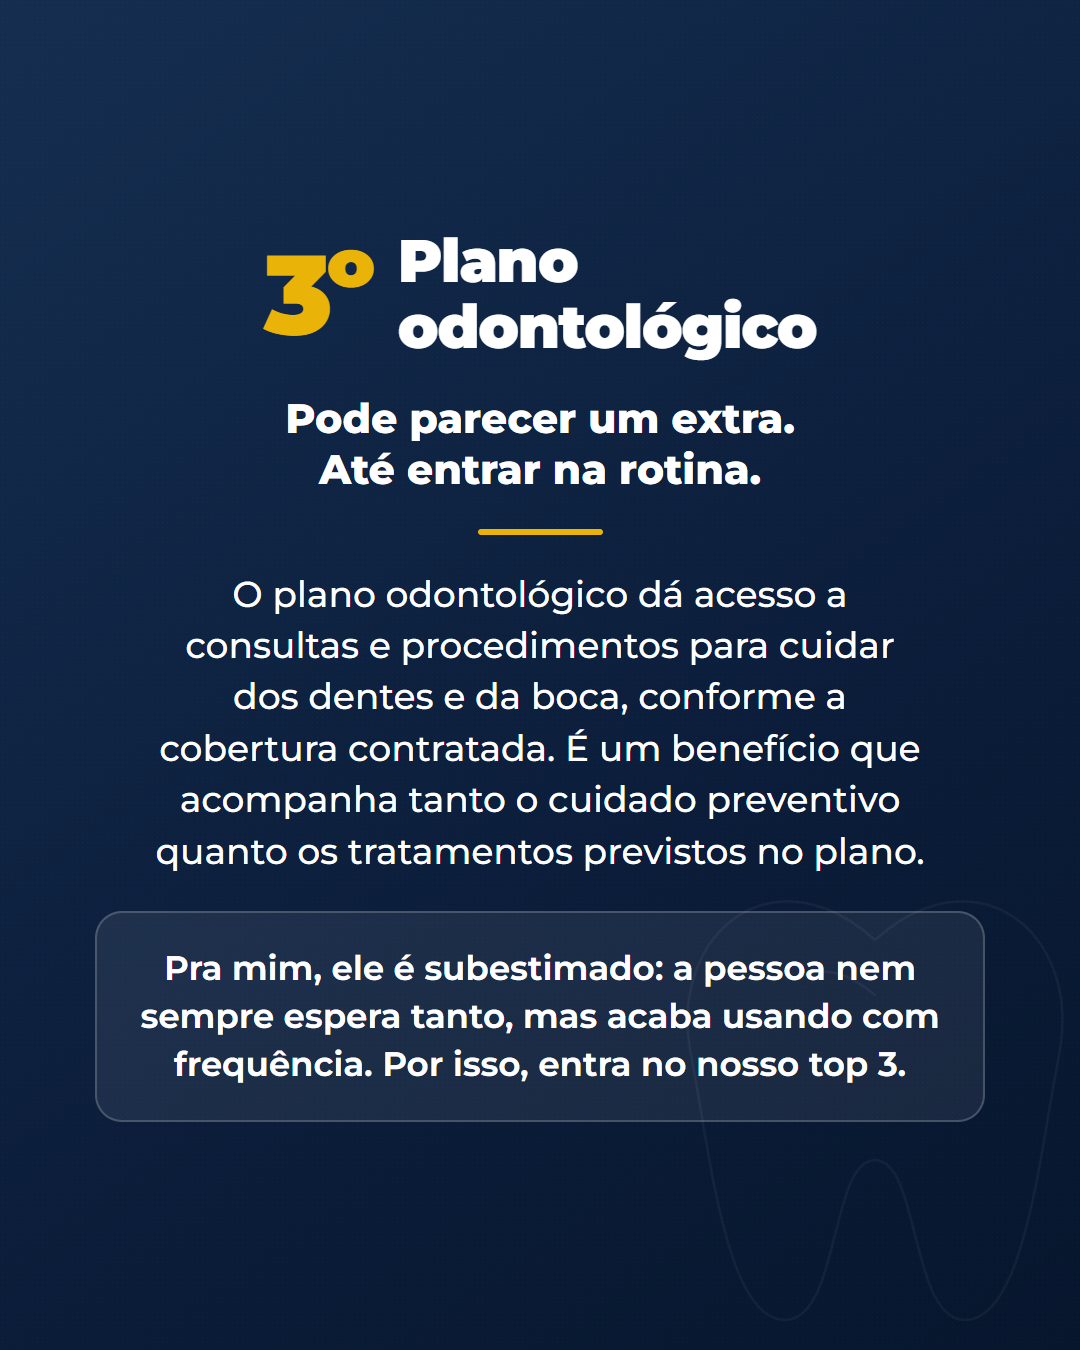 3º Plano
odontológico
Pode parecer um extra.
Até entrar na rotina.
O plano odontológico dá acesso a
consultas e procedimentos para cuidar
dos dentes e da boca, conforme a
cobertura contratada. É um benefício que
acompanha tanto o cuidado preventivo
quanto os tratamentos previstos no plano.
Pra mim, ele é subestimado: a pessoa nem
sempre espera tanto, mas acaba usando com
frequência. Por isso, entra no nosso top 3.